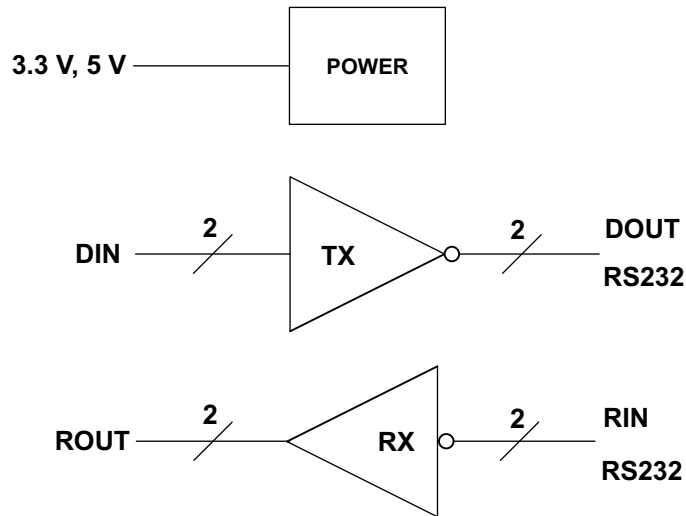 3.3 V, 5 V
POWER
2
2
DOUT
DIN
TX
RS232
2
2
RIN
ROUT
RX
RS232